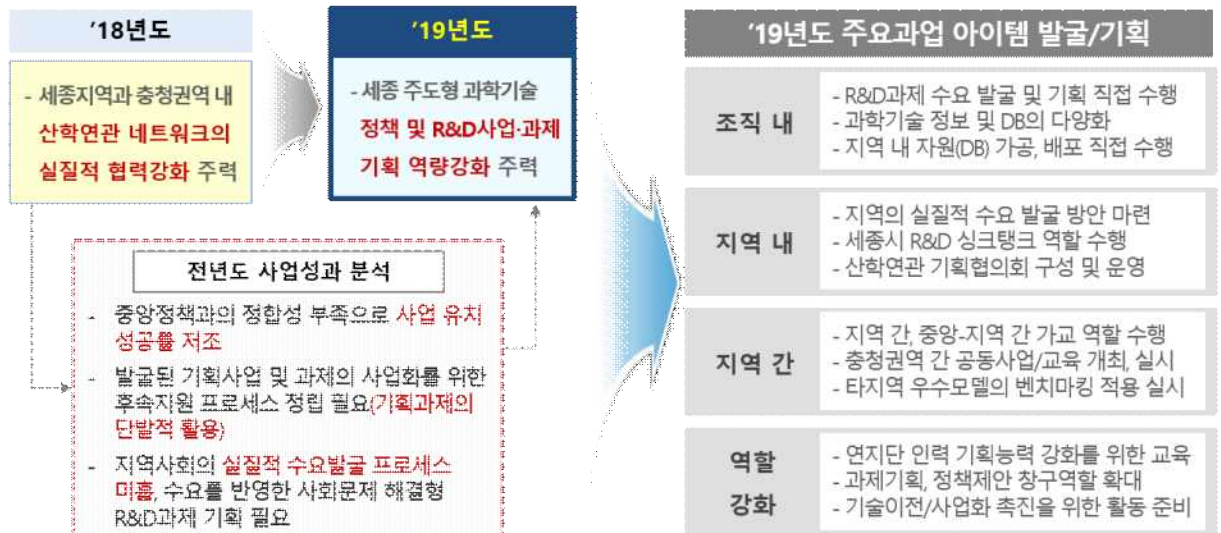 '18년도
- 세종지역과 충청권역 내
산학연관 네트워크의
실질적 협력강화 주력
'19년도
- 세종 주도형 과학기술
정책 및 R&D사업·과제
기획 역량강화 주력
전년도 사업성과 분석
- 중앙정책과의 정합성 부족으로 사업 유치
성공률 저조
- 발굴된 기획사업 및 과제의 사업화를 위한
후속지원 프로세스 정립 필요(기획과제의
단발적 활용)
- 지역사회의 실질적 수요발굴 프로세스
미흡, 수요를 반영한 사회문제 해결형
R&D과제 기획 필요
'19년도 주요과업 아이템 발굴/기획
조직 내
- R&D과제 수요 발굴 및 기획 직접 수행
- 과학기술 정보 및 DB의 다양화
- 지역 내 자원(DB) 가공, 배포 직접 수행
지역 내
- 지역의 실질적 수요 발굴 방안 마련
- 세종시 R&D 싱크탱크 역할 수행
- 산학연관 기획협의회 구성 및 운영
지역 간
- 지역 간, 중앙-지역 간 가교 역할 수행
- 충청권역 간 공동사업/교육 개최, 실시
- 타지역 우수모델의 벤치마킹 적용 실시
역할
강화
- 연지단 인력 기획능력 강화를 위한 교육
- 과제기획, 정책제안 창구역할 확대
- 기술이전/사업화 촉진을 위한 활동 준비